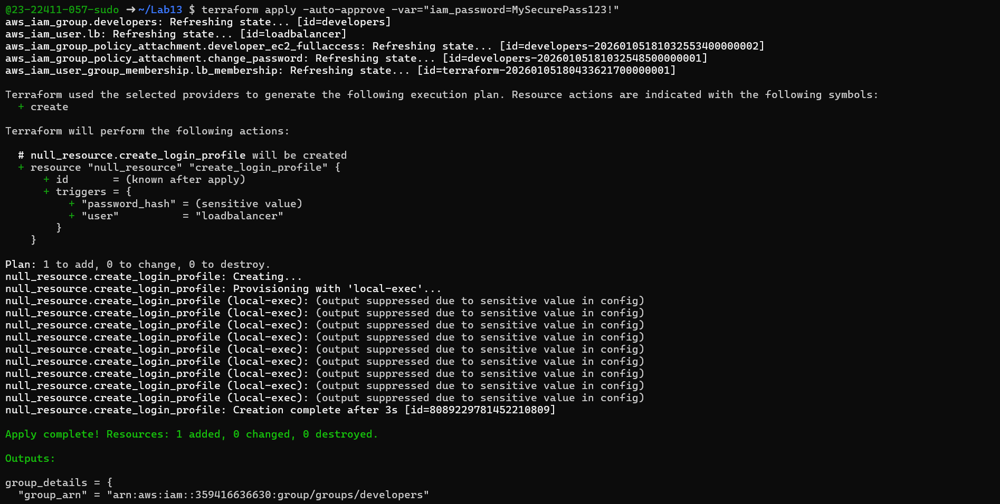 @23-22411-057-sudo ➜ ~/Lab13 $ terraform apply -auto-approve -var="iam_password=MySecurePass123!"
aws_iam_group.developers: Refreshing state... [id=developers]
aws_iam_user.lb: Refreshing state... [id=loadbalancer]
aws_iam_group_policy_attachment.developer_ec2_fullaccess: Refreshing state... [id=developers-20260105181032553400000002]
aws_iam_group_policy_attachment.change_password: Refreshing state... [id=developers-20260105181032548500000001]
aws_iam_user_group_membership.lb_membership: Refreshing state... [id=terraform-20260105180433621700000001]

Terraform used the selected providers to generate the following execution plan. Resource actions are indicated with the following symbols:
  + create

Terraform will perform the following actions:

  # null_resource.create_login_profile will be created
  + resource "null_resource" "create_login_profile" {
      + id       = (known after apply)
      + triggers = {
          + "password_hash" = (sensitive value)
          + "user"          = "loadbalancer"
        }
    }

Plan: 1 to add, 0 to change, 0 to destroy.
null_resource.create_login_profile: Creating...
null_resource.create_login_profile: Provisioning with 'local-exec'...
null_resource.create_login_profile (local-exec): (output suppressed due to sensitive value in config)
null_resource.create_login_profile (local-exec): (output suppressed due to sensitive value in config)
null_resource.create_login_profile (local-exec): (output suppressed due to sensitive value in config)
null_resource.create_login_profile (local-exec): (output suppressed due to sensitive value in config)
null_resource.create_login_profile (local-exec): (output suppressed due to sensitive value in config)
null_resource.create_login_profile (local-exec): (output suppressed due to sensitive value in config)
null_resource.create_login_profile (local-exec): (output suppressed due to sensitive value in config)
null_resource.create_login_profile (local-exec): (output suppressed due to sensitive value in config)
null_resource.create_login_profile (local-exec): (output suppressed due to sensitive value in config)
null_resource.create_login_profile: Creation complete after 3s [id=8089229781452210809]

Apply complete! Resources: 1 added, 0 changed, 0 destroyed.

Outputs:

group_details = {
  "group_arn" = "arn:aws:iam::359416636630:group/groups/developers"